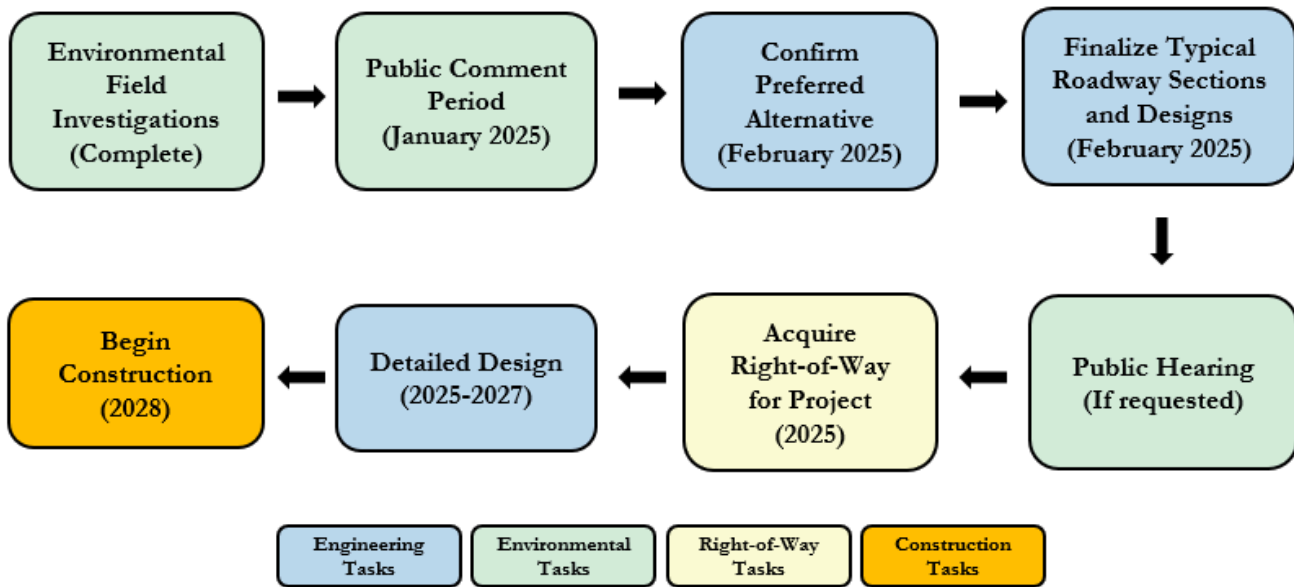 Environmental
Field
Investigations
(Complete)
Public Comment
Period
(January 2025)
Confirm
Preferred
Alternative
(February 2025)
Finalize Typical
Roadway Sections
and Designs
(February 2025)
Public Hearing
(If requested)
Acquire
Right-of-Way
for Project
(2025)
Detailed Design
(2025-2027)
Begin
Construction
(2028)
Engineering
Tasks
Environmental
Tasks
Right-of-Way
Tasks
Construction
Tasks